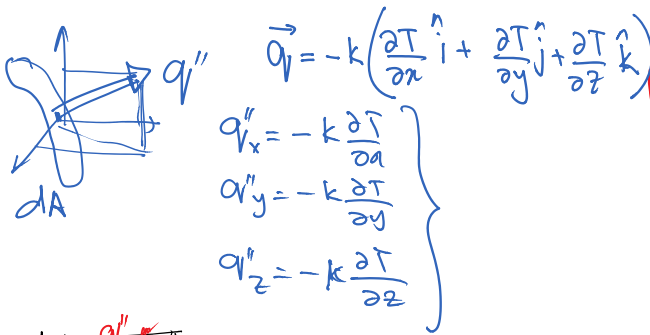 q″
dA
q⃗ = -k(∂T/∂x î + ∂T/∂y ĵ + ∂T/∂z k̂)
q″x = -k ∂T/∂x
q″y = -k ∂T/∂y
q″z = -k ∂T/∂z
q″